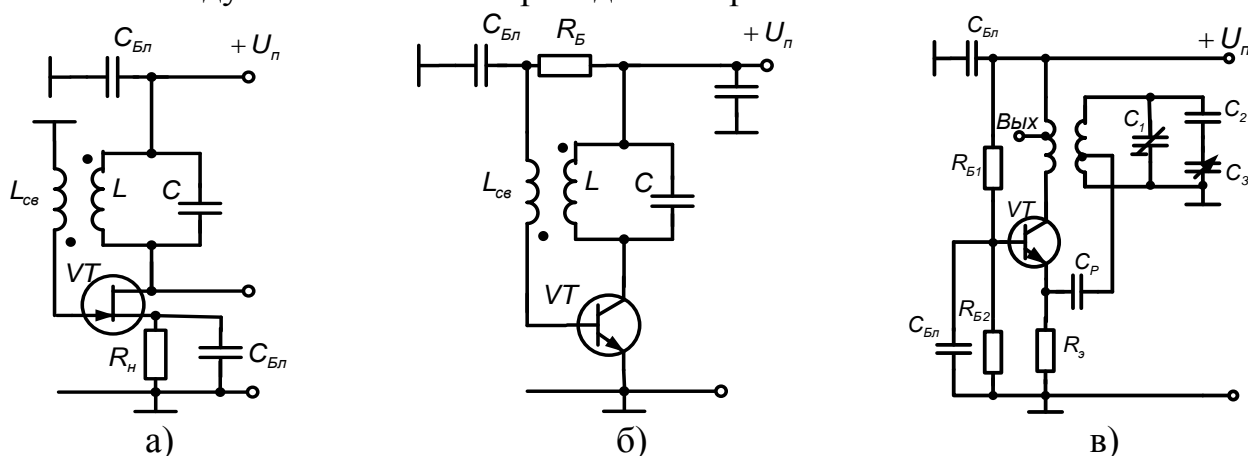 C_Бл
+ U_п
L_св
L
C
VT
R_н
C_Бл
а)
C_Бл
R_Б
+ U_п
L_св
L
C
VT
б)
C_Бл
+ U_п
Вых
C_1
C_2
R_Б1
C_3
VT
C_Р
C_Бл
R_Б2
R_э
в)